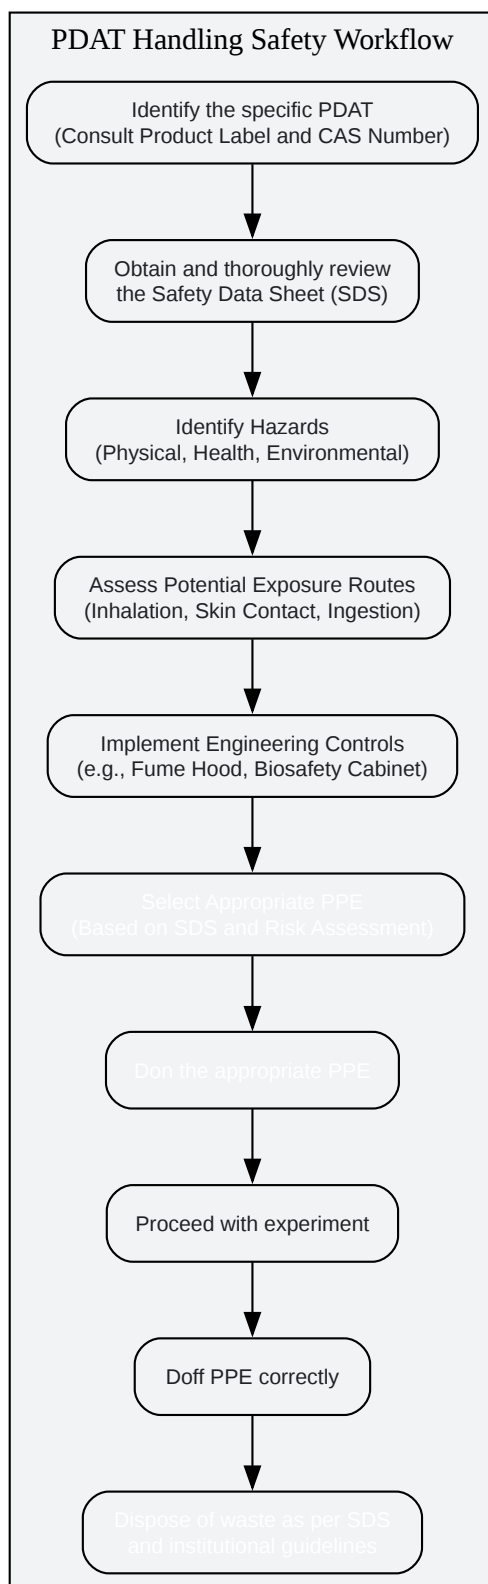 PDAT Handling Safety Workflow
Identify the specific PDAT
(Consult Product Label and CAS Number)
Obtain and thoroughly review
the Safety Data Sheet (SDS)
Identify Hazards
(Physical, Health, Environmental)
Assess Potential Exposure Routes
(Inhalation, Skin Contact, Ingestion)
Implement Engineering Controls
(e.g., Fume Hood, Biosafety Cabinet)
Select Appropriate PPE
(Based on SDS and Risk Assessment)
Don the appropriate PPE
Proceed with experiment
Doff PPE correctly
Dispose of waste as per SDS
and institutional guidelines